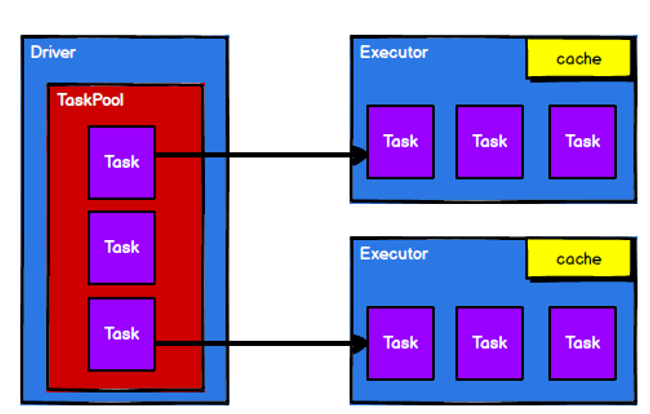 Driver
TaskPool
Task
Task
Task
Executor
cache
Task
Task
Task
Executor
cache
Task
Task
Task